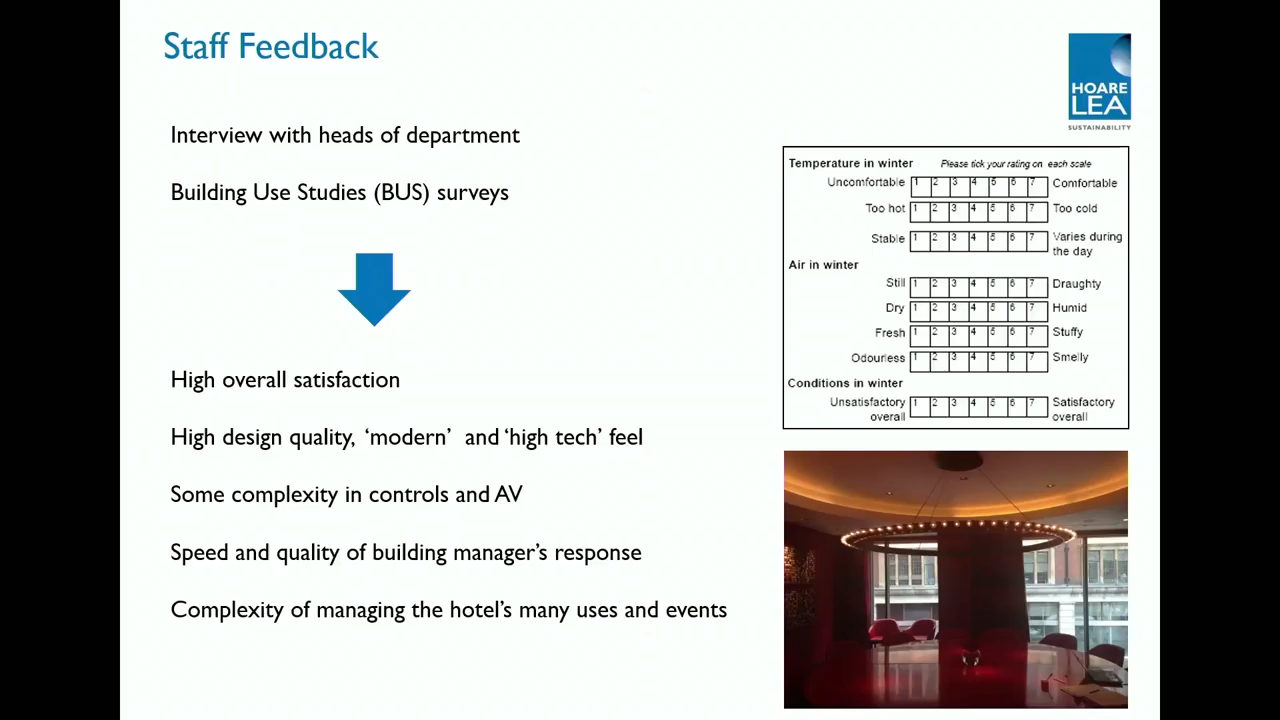 Staff Feedback
HOARE
LEA
SUSTAINABILITY
Interview with heads of department
Building Use Studies (BUS) surveys
High overall satisfaction
High design quality, ‘modern’ and ‘high tech’ feel
Some complexity in controls and AV
Speed and quality of building manager’s response
Complexity of managing the hotel’s many uses and events
Temperature in winter Please tick your rating on each scale
Uncomfortable 1 2 3 4 5 6 7 Comfortable
Too hot 1 2 3 4 5 6 7 Too cold
Stable 1 2 3 4 5 6 7 Varies during
the day
Air in winter
Still 1 2 3 4 5 6 7 Draughty
Dry 1 2 3 4 5 6 7 Humid
Fresh 1 2 3 4 5 6 7 Stuffy
Odourless 1 2 3 4 5 6 7 Smelly
Conditions in winter
Unsatisfactory 1 2 3 4 5 6 7 Satisfactory
overall overall